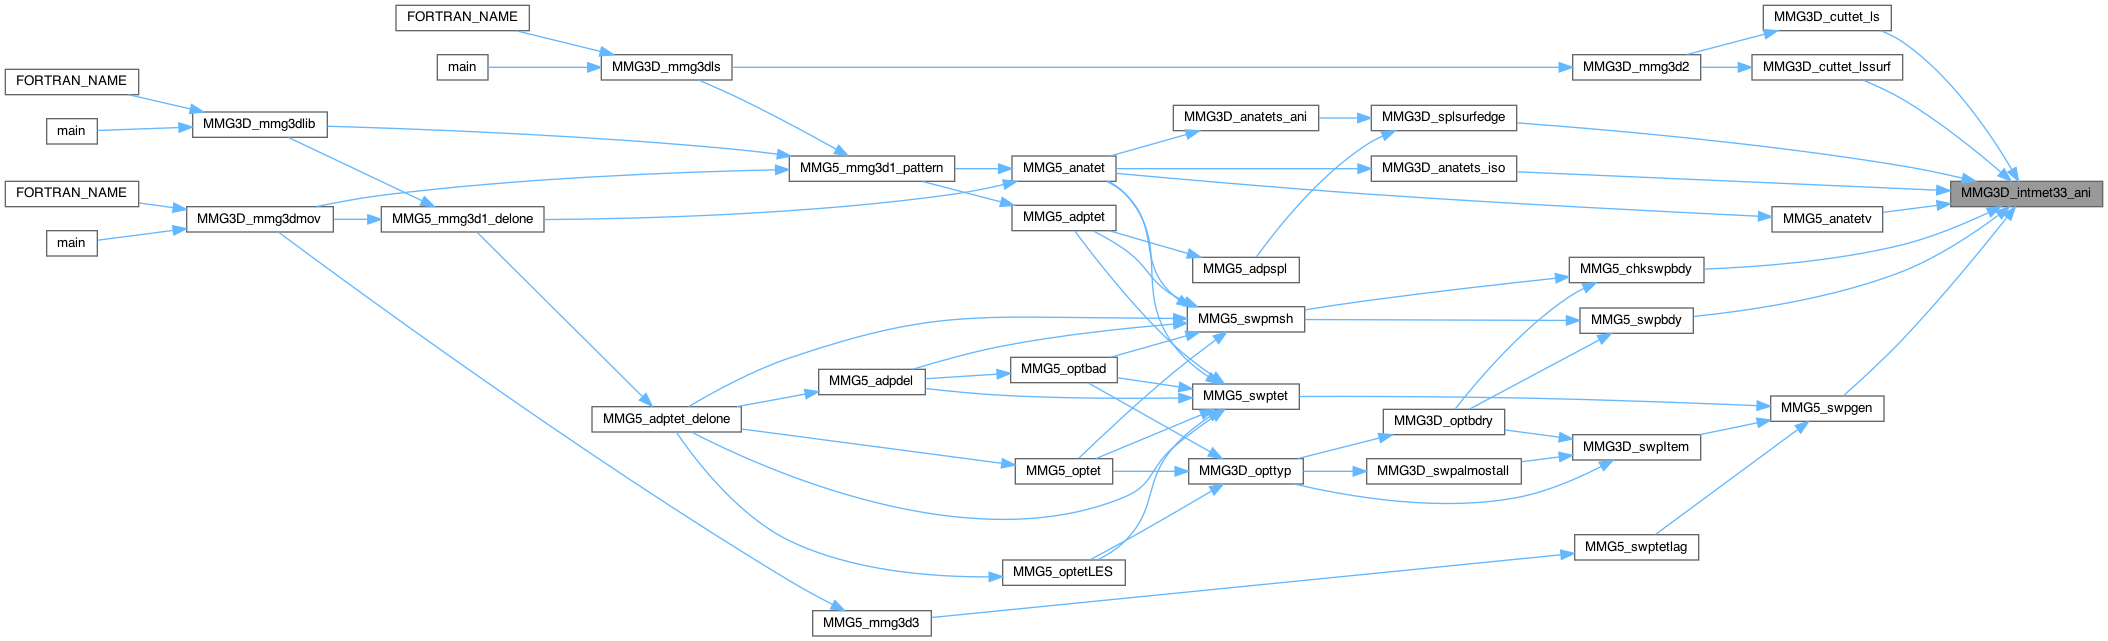 FORTRAN_NAME
main
MMG3D_mmg3dls
MMG3D_mmg3d2
MMG3D_cuttet_ls
MMG3D_cuttet_lssurf
FORTRAN_NAME
main
MMG3D_mmg3dlib
MMG3D_anatets_ani
MMG3D_splsurfedge
MMG5_mmg3d1_pattern
MMG5_anatet
MMG3D_anatets_iso
MMG3D_intmet33_ani
FORTRAN_NAME
main
MMG3D_mmg3dmov
MMG5_mmg3d1_delone
MMG5_adptet
MMG5_anatetv
MMG5_adpspl
MMG5_chkswpbdy
MMG5_swpmsh
MMG5_swpbdy
MMG5_optbad
MMG5_adpdel
MMG5_swptet
MMG5_adptet_delone
MMG3D_optbdry
MMG5_swpgen
MMG3D_swpItem
MMG5_optet
MMG3D_opttyp
MMG3D_swpalmostall
MMG5_swptetlag
MMG5_optetLES
MMG5_mmg3d3